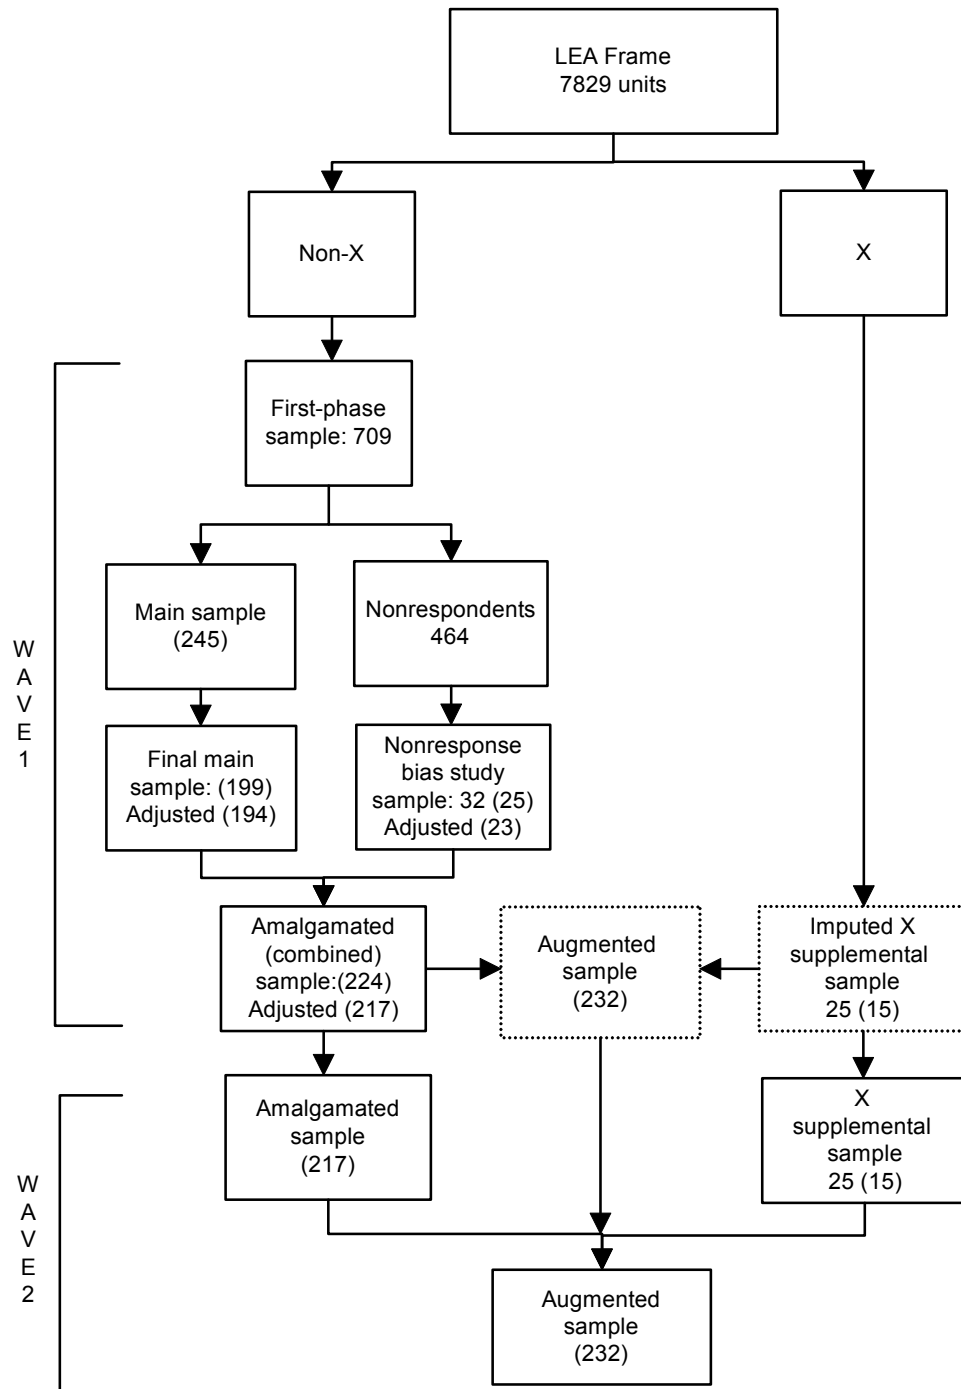 LEA Frame
7829 units
Non-X
X
First-phase
sample: 709
Main sample
(245)
Nonrespondents
464
Final main
sample: (199)
Adjusted (194)
Nonresponse
bias study
sample: 32 (25)
Adjusted (23)
W
A
V
E
1
Amalgamated
(combined)
sample:(224)
Adjusted (217)
Augmented
sample
(232)
Imputed X
supplemental
sample
25 (15)
Amalgamated
sample
(217)
X
supplemental
sample
25 (15)
W
A
V
E
2
Augmented
sample
(232)